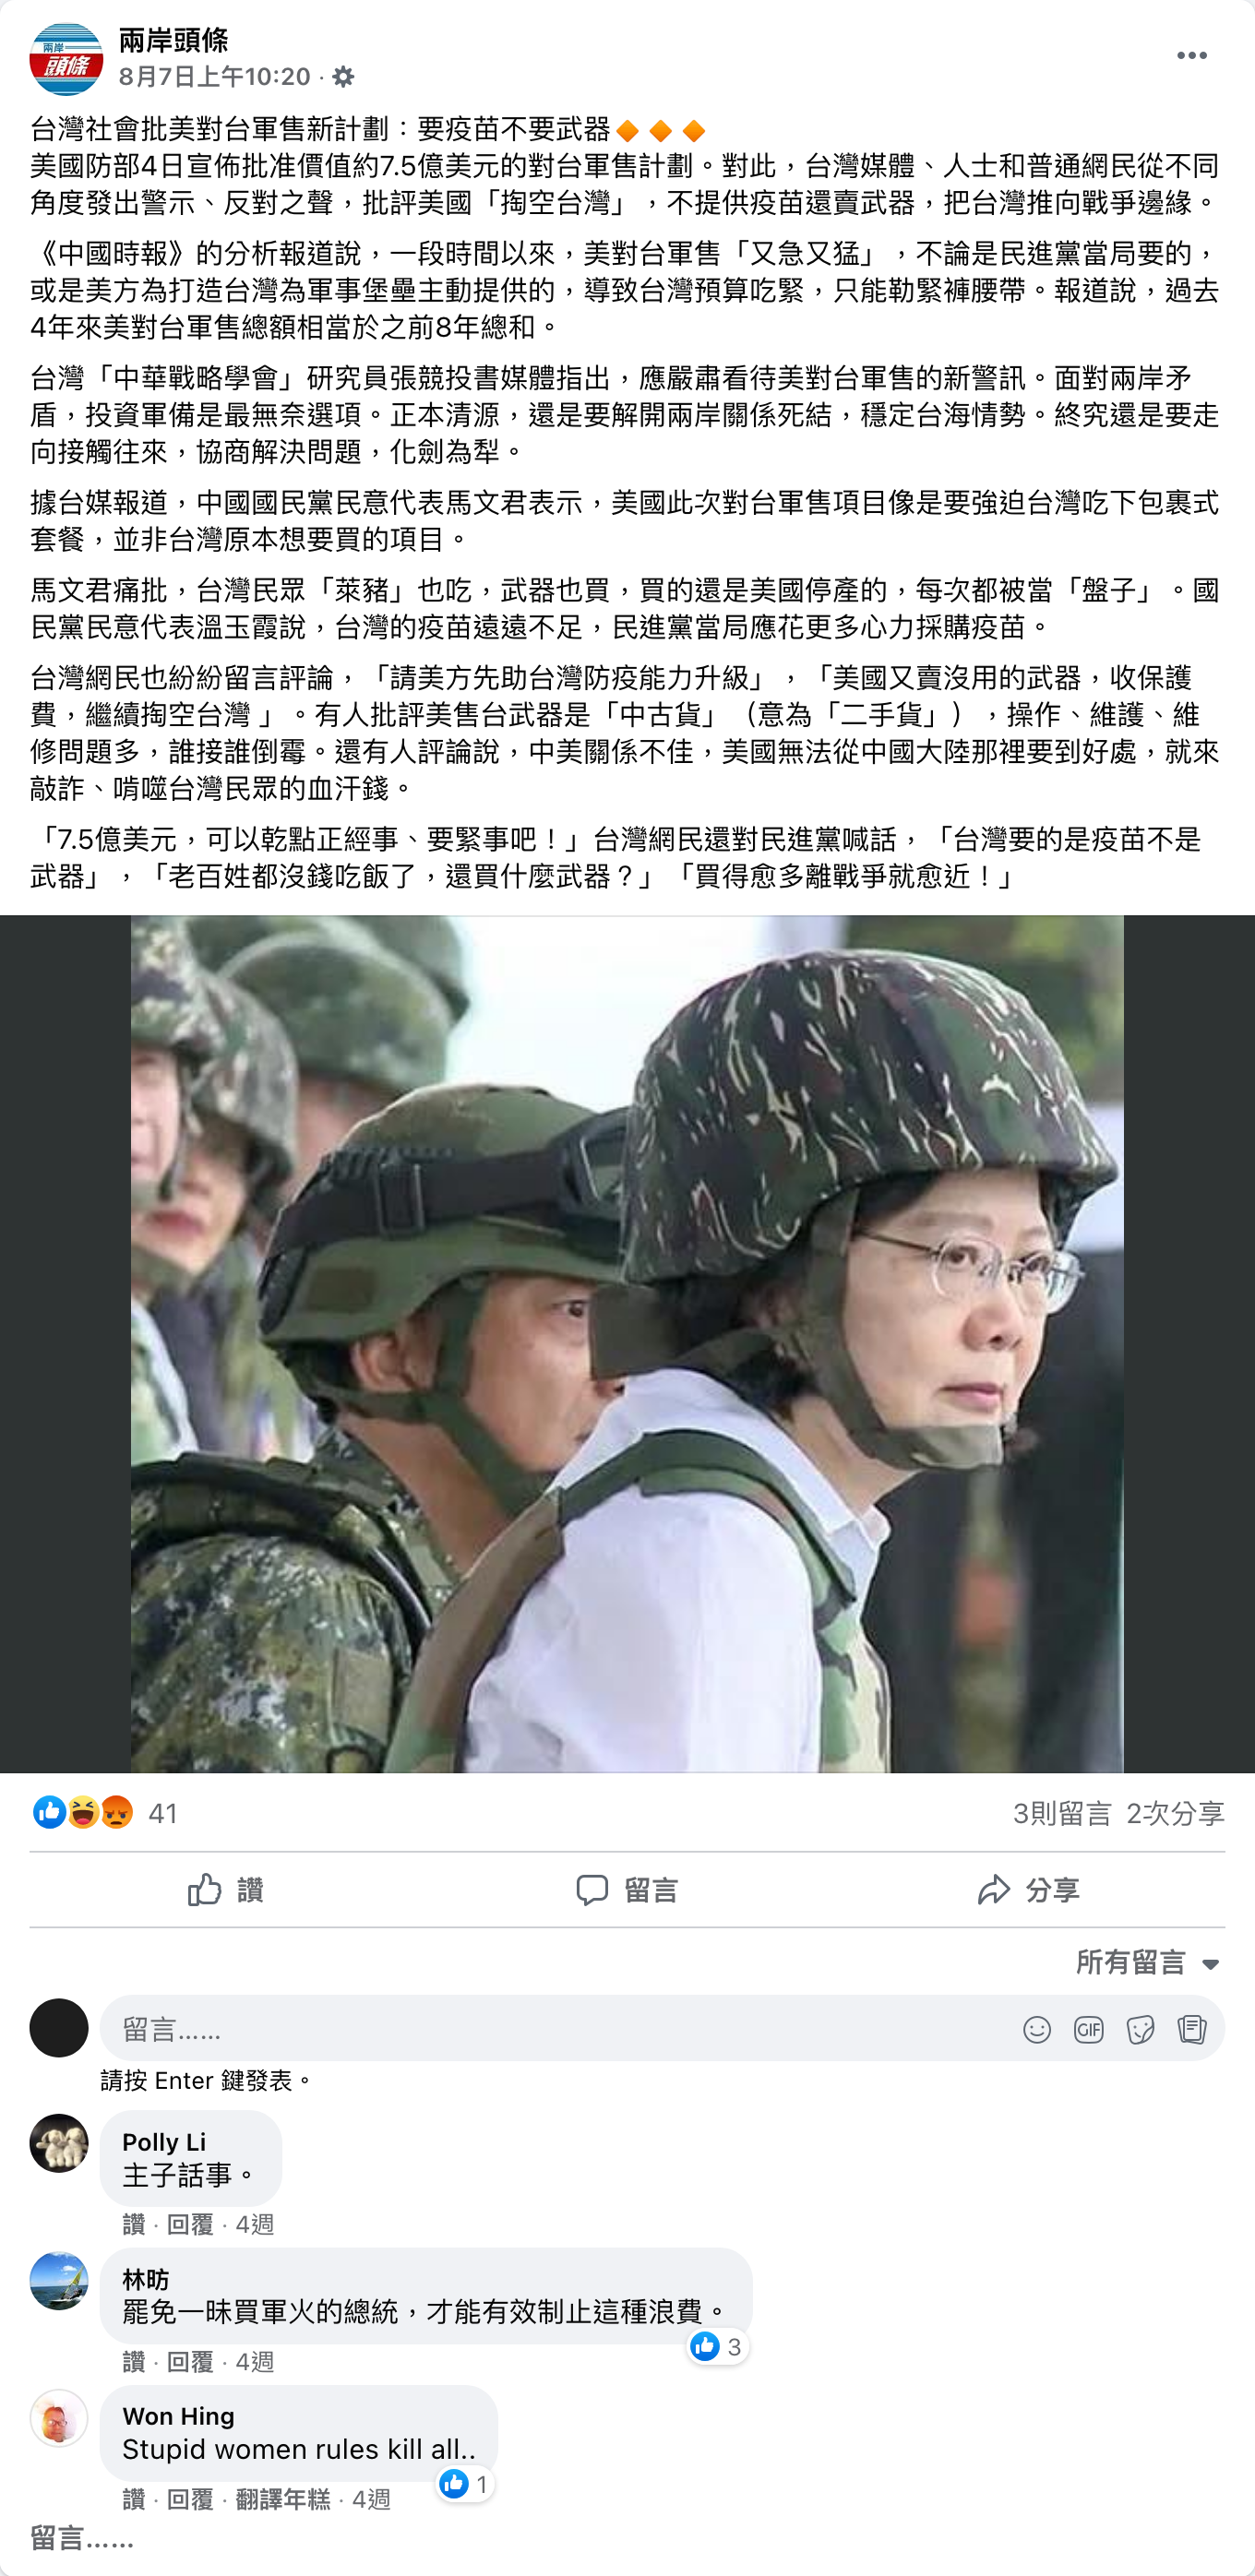 兩岸
頭條
兩岸頭條
8月7日上午10:20 ·
台灣社會批美對台軍售新計劃：要疫苗不要武器🔸🔸🔸
美國防部4日宣佈批准價值約7.5億美元的對台軍售計劃。對此，台灣媒體、人士和普通網民從不同
角度發出警示、反對之聲，批評美國「掏空台灣」，不提供疫苗還賣武器，把台灣推向戰爭邊緣。
《中國時報》的分析報道說，一段時間以來，美對台軍售「又急又猛」，不論是民進黨當局要的，
或是美方為打造台灣為軍事堡壘主動提供的，導致台灣預算吃緊，只能勒緊褲腰帶。報道說，過去
4年來美對台軍售總額相當於之前8年總和。
台灣「中華戰略學會」研究員張競投書媒體指出，應嚴肅看待美對台軍售的新警訊。面對兩岸矛
盾，投資軍備是最無奈選項。正本清源，還是要解開兩岸關係死結，穩定台海情勢。終究還是要走
向接觸往來，協商解決問題，化劍為犁。
據台媒報道，中國國民黨民意代表馬文君表示，美國此次對台軍售項目像是要強迫台灣吃下包裹式
套餐，並非台灣原本想要買的項目。
馬文君痛批，台灣民眾「萊豬」也吃，武器也買，買的還是美國停產的，每次都被當「盤子」。國
民黨民意代表溫玉霞說，台灣的疫苗遠遠不足，民進黨當局應花更多心力採購疫苗。
台灣網民也紛紛留言評論，「請美方先助台灣防疫能力升級」，「美國又賣沒用的武器，收保護
費，繼續掏空台灣 」。有人批評美售台武器是「中古貨」（意為「二手貨」），操作、維護、維
修問題多，誰接誰倒霉。還有人評論說，中美關係不佳，美國無法從中國大陸那裡要到好處，就來
敲詐、啃噬台灣民眾的血汗錢。
「7.5億美元，可以乾點正經事、要緊事吧！」台灣網民還對民進黨喊話，「台灣要的是疫苗不是
武器」，「老百姓都沒錢吃飯了，還買什麼武器？」「買得愈多離戰爭就愈近！」
41
3則留言 2次分享
讚
留言
分享
所有留言
留言……
GIF
請按 Enter 鍵發表。
Polly Li
主子話事。
讚 · 回覆 · 4週
林昉
罷免一昧買軍火的總統，才能有效制止這種浪費。
3
讚 · 回覆 · 4週
Won Hing
Stupid women rules kill all..
1
讚 · 回覆 · 翻譯年糕 · 4週
留言……